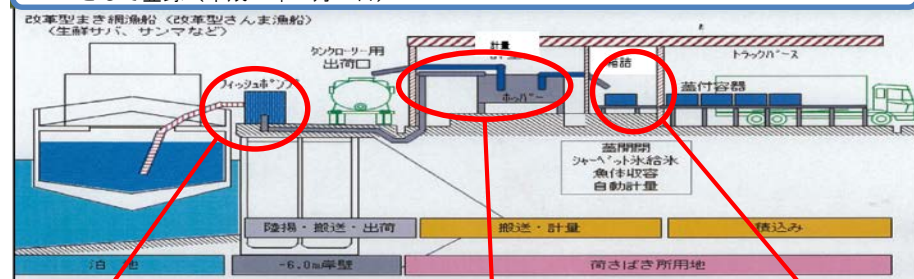 改革型まき網漁船（改革型さんま漁船）
（生鮮サバ、サンマなど）
タンクローリー用
出荷口
計量
箱詰
トラックバース
フィッシュポンプ
ホッパー
蓋付容器
蓋開閉
シャーベット氷給氷
魚体収容
自動計量
陸揚・搬送・出荷
搬送・計量
積込み
泊地
-6.0m岸壁
荷さばき所用地